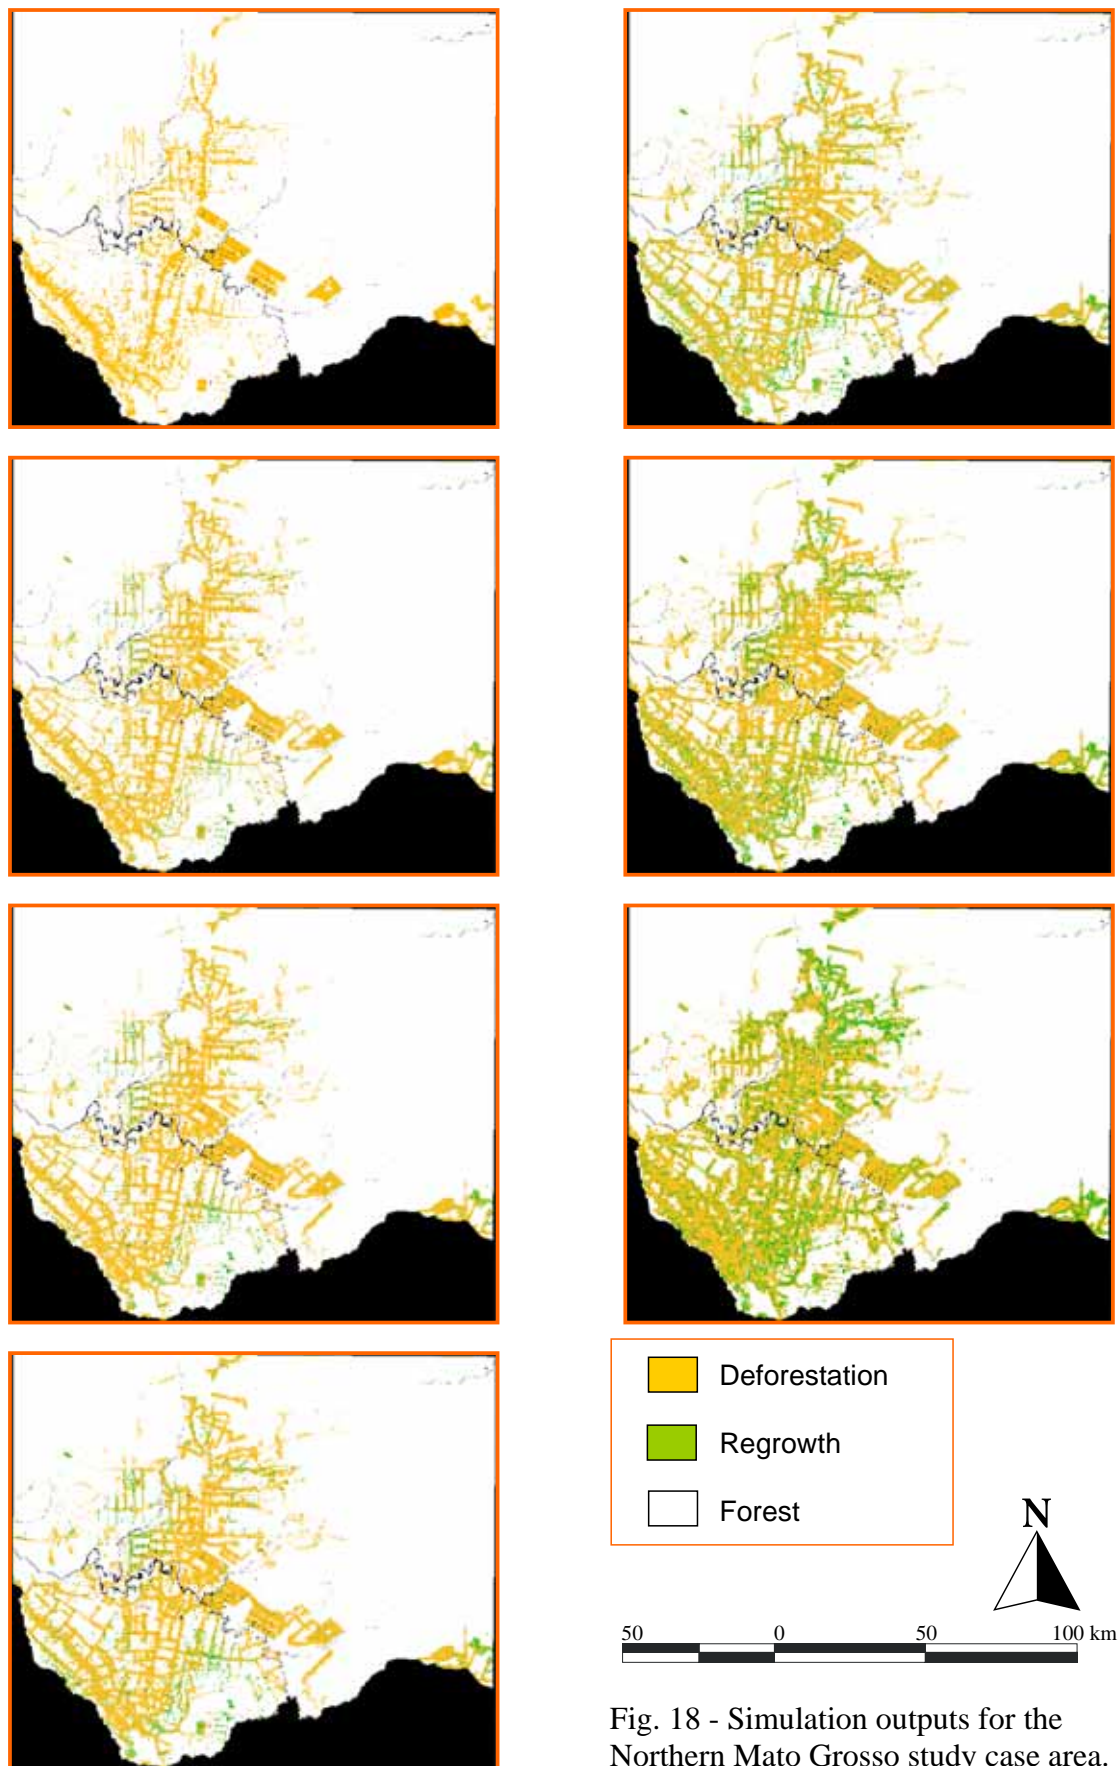 Deforestation
Regrowth
Forest
N
50 0 50 100 km
Fig. 18 - Simulation outputs for the
Northern Mato Grosso study case area.